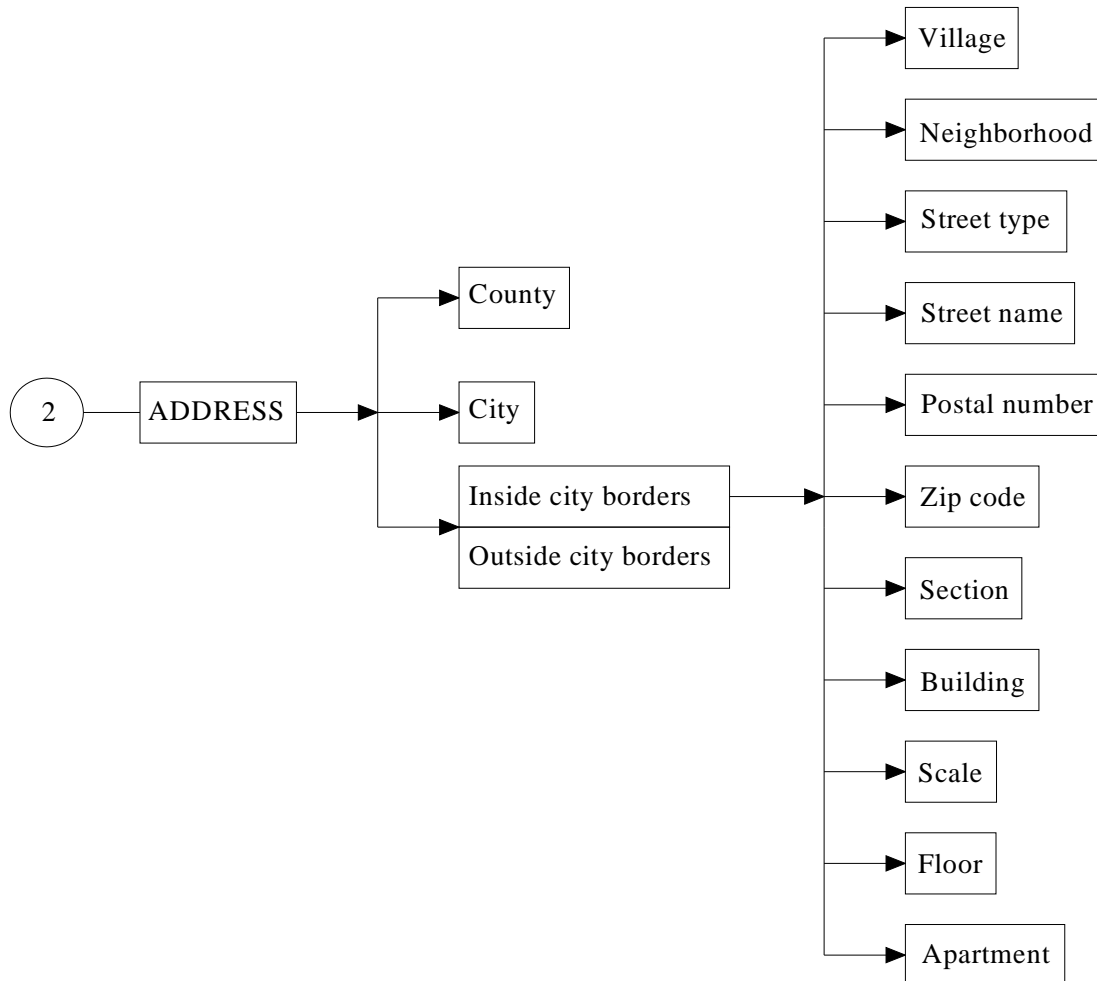 2
ADDRESS
County
City
Inside city borders
Outside city borders
Village
Neighborhood
Street type
Street name
Postal number
Zip code
Section
Building
Scale
Floor
Apartment